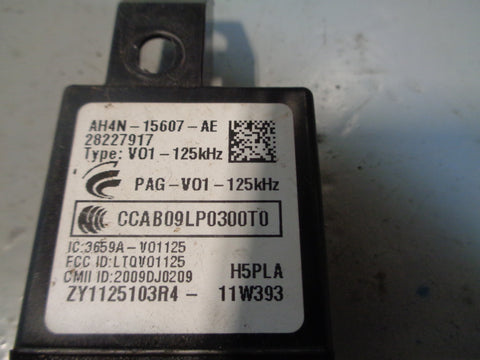 AH4N-15607-AE
28227917
Type: V01-125kHz
PAG-V01-125kHz
CCAB09LP0300T0
IC:3659A-V01125
FCC ID:LTQV01125
CMII ID:2009DJ0209 H5PLA
ZY1125103R4- 11W393